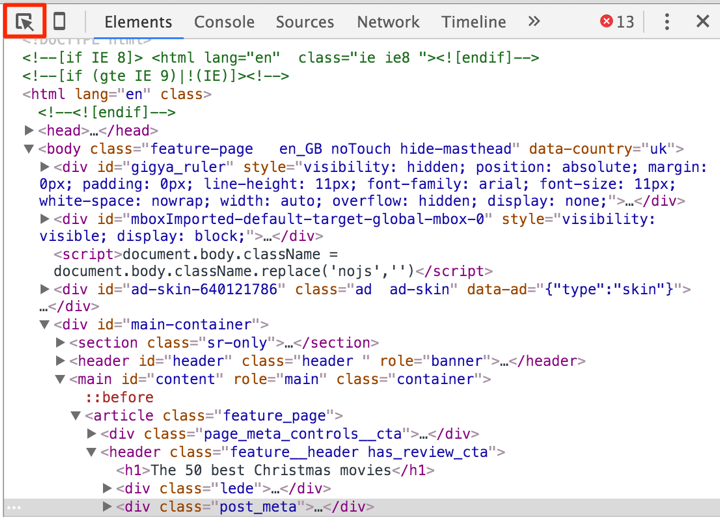 Elements Console Sources Network Timeline » 13
<!DOCTYPE html>
<!--[if IE 8]> <html lang="en"  class="ie ie8 "><![endif]-->
<!--[if (gte IE 9)|!(IE)]><!-->
<html lang="en" class>
<!--<![endif]-->
<head>…</head>
<body class="feature-page   en_GB noTouch hide-masthead" data-country="uk">
<div id="gigya_ruler" style="visibility: hidden; position: absolute; margin:
0px; padding: 0px; line-height: 11px; font-family: arial; font-size: 11px;
white-space: nowrap; width: auto; overflow: hidden; display: none;">…</div>
<div id="mboxImported-default-target-global-mbox-0" style="visibility:
visible; display: block;">…</div>
<script>document.body.className =
document.body.className.replace('nojs','')</script>
<div id="ad-skin-640121786" class="ad  ad-skin" data-ad="{"type":"skin"}">
…</div>
<div id="main-container">
<section class="sr-only">…</section>
<header id="header" class="header " role="banner">…</header>
<main id="content" role="main" class="container">
::before
<article class="feature_page">
<div class="page_meta_controls__cta">…</div>
<header class="feature__header has_review_cta">
<h1>The 50 best Christmas movies</h1>
<div class="lede">…</div>
<div class="post_meta">…</div>